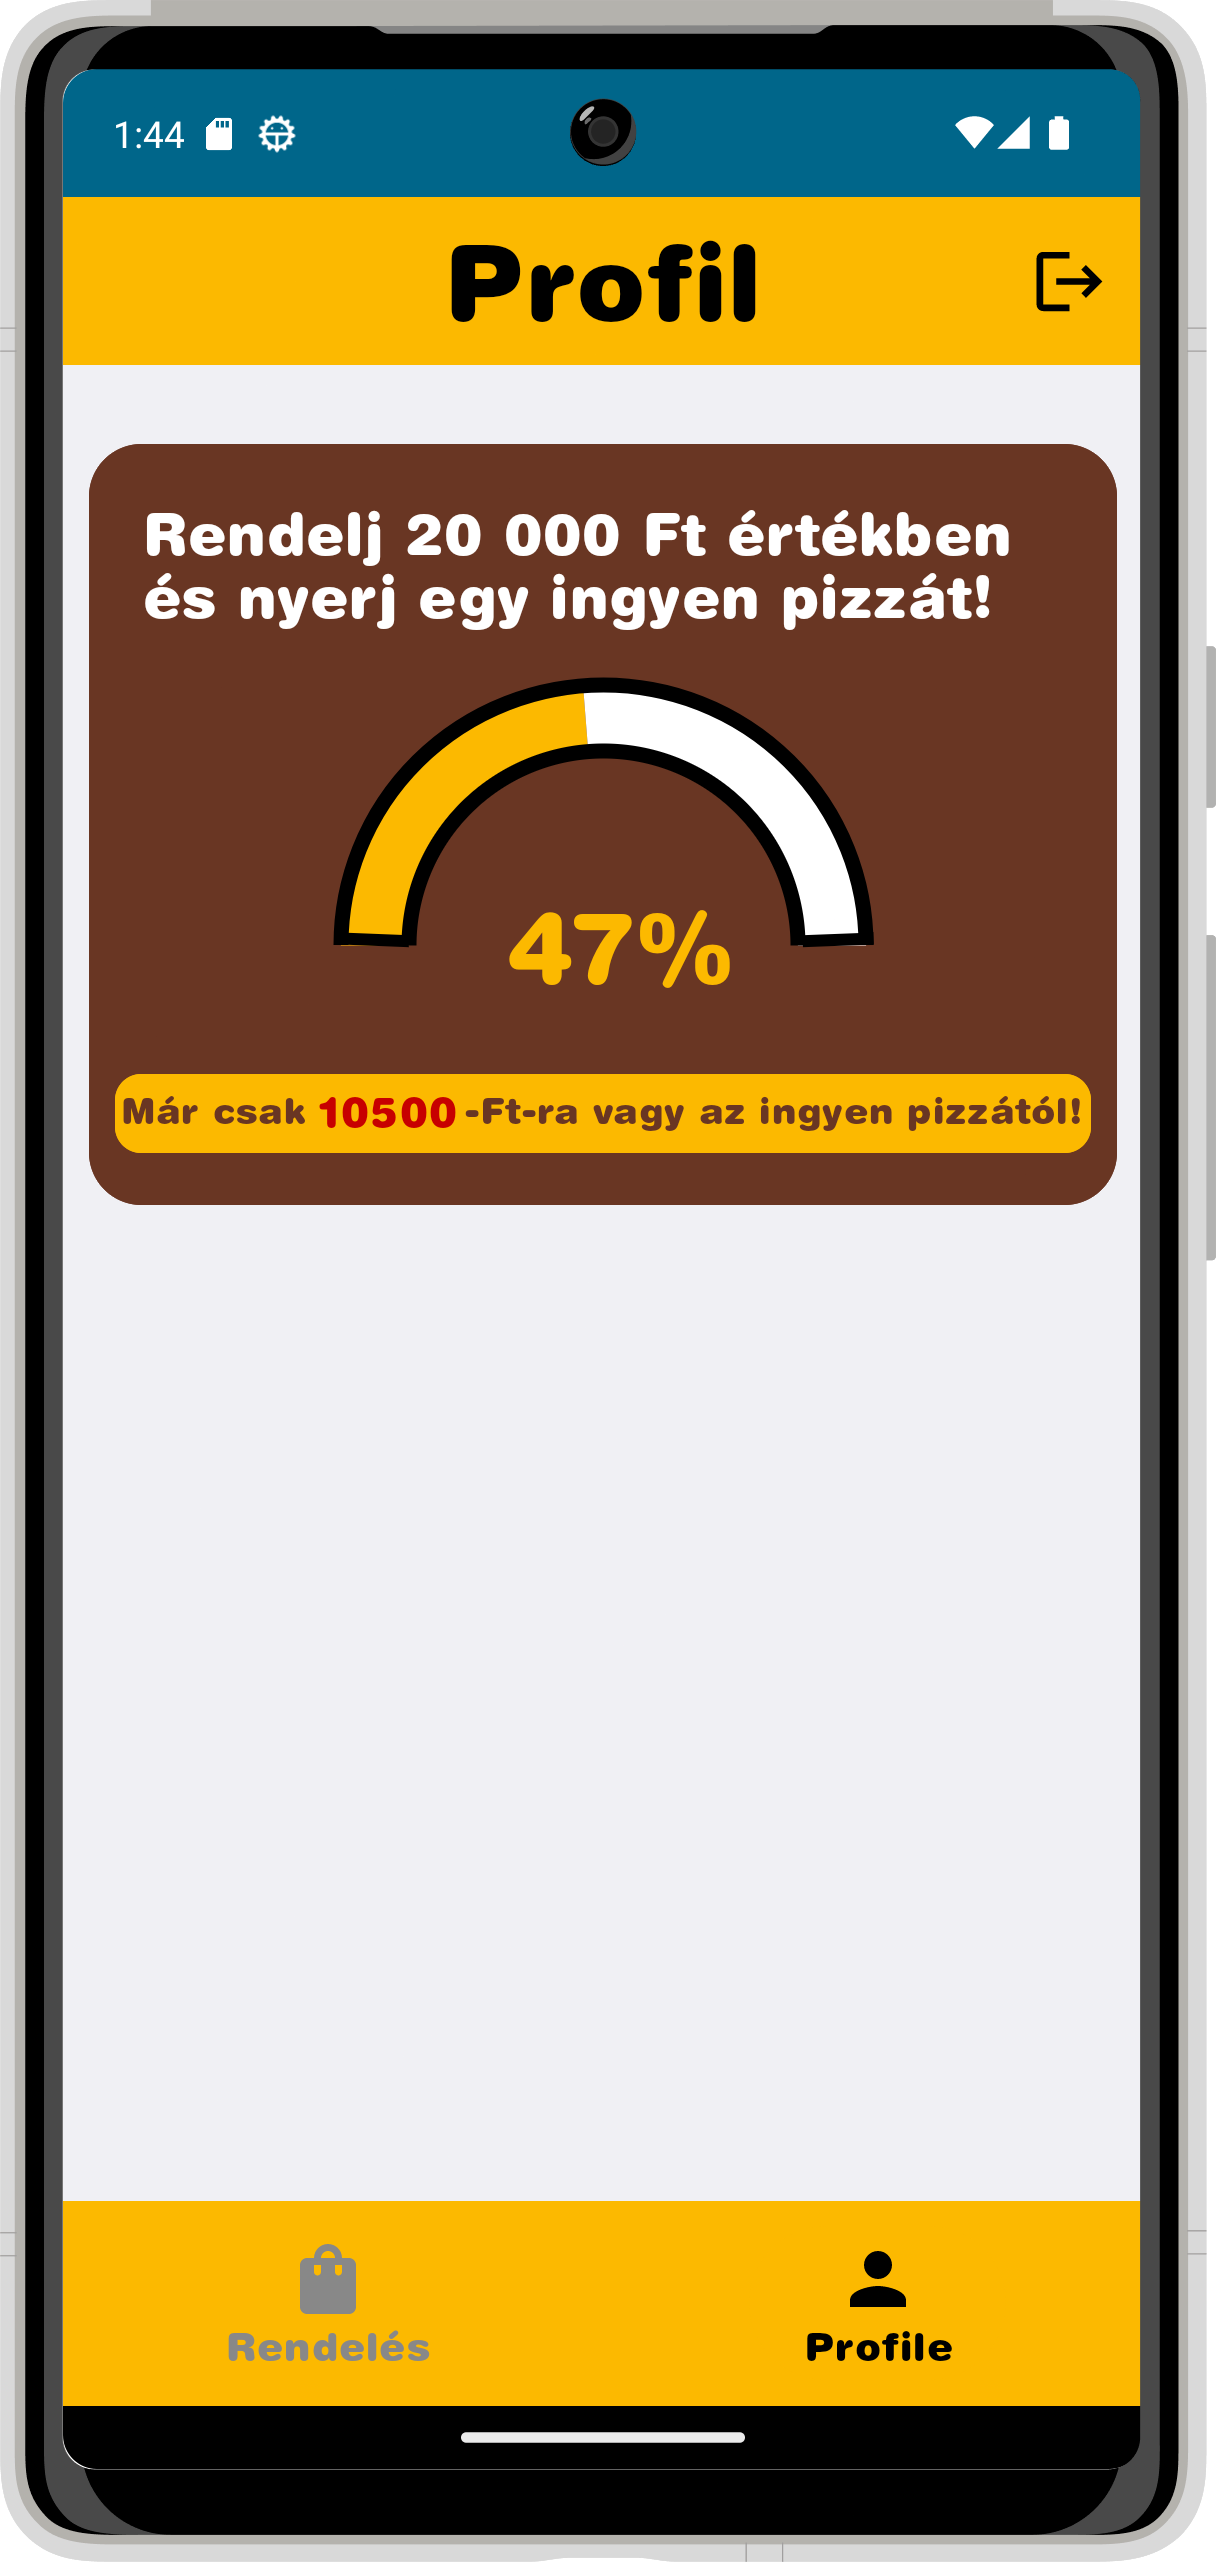 1:44
Profil
Rendelj 20 000 Ft értékben
és nyerj egy ingyen pizzát!
47%
Már csak 10500 -Ft-ra vagy az ingyen pizzától!
Rendelés
Profile